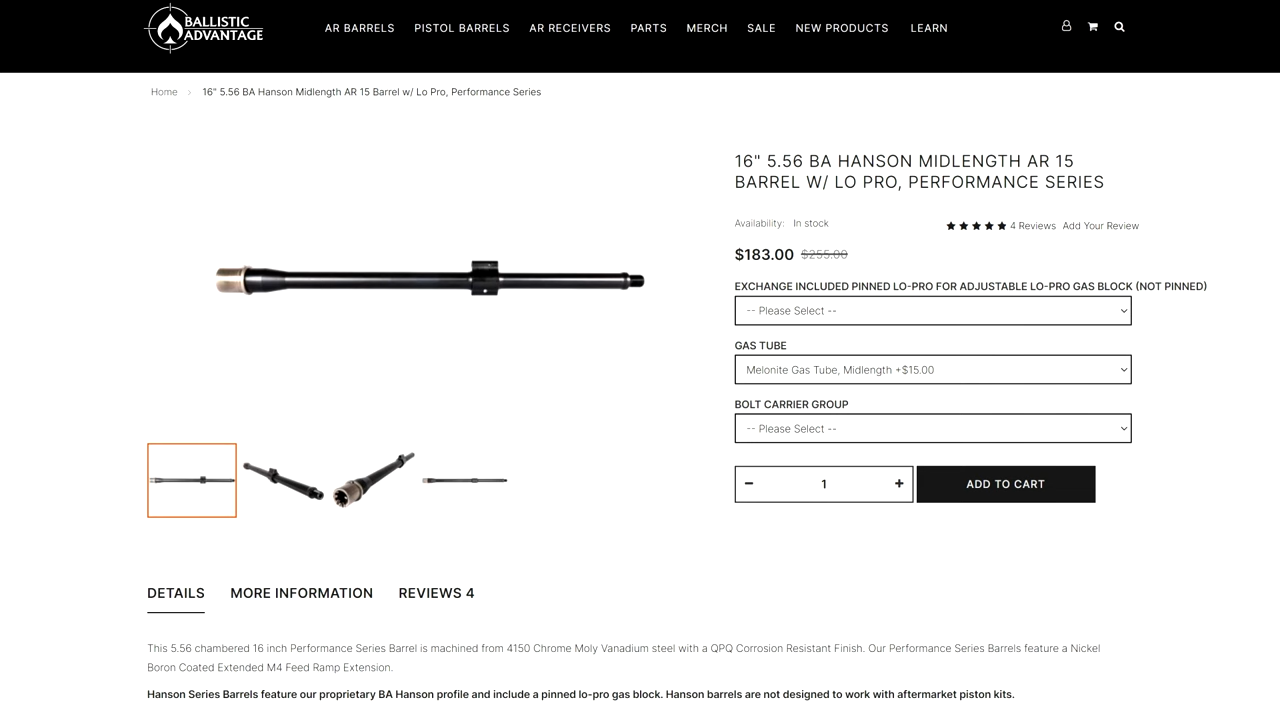 BALLISTIC
ADVANTAGE
AR BARRELS PISTOL BARRELS AR RECEIVERS PARTS MERCH SALE NEW PRODUCTS LEARN
Home › 16" 5.56 BA Hanson Midlength AR 15 Barrel w/ Lo Pro, Performance Series
16" 5.56 BA HANSON MIDLENGTH AR 15
BARREL W/ LO PRO, PERFORMANCE SERIES
Availability: In stock
4 Reviews Add Your Review
$183.00 $255.00
EXCHANGE INCLUDED PINNED LO-PRO FOR ADJUSTABLE LO-PRO GAS BLOCK (NOT PINNED)
-- Please Select --
GAS TUBE
Melonite Gas Tube, Midlength +$15.00
BOLT CARRIER GROUP
-- Please Select --
1
ADD TO CART
DETAILS MORE INFORMATION REVIEWS 4
This 5.56 chambered 16 inch Performance Series Barrel is machined from 4150 Chrome Moly Vanadium steel with a QPQ Corrosion Resistant Finish. Our Performance Series Barrels feature a Nickel
Boron Coated Extended M4 Feed Ramp Extension.
Hanson Series Barrels feature our proprietary BA Hanson profile and include a pinned lo-pro gas block. Hanson barrels are not designed to work with aftermarket piston kits.